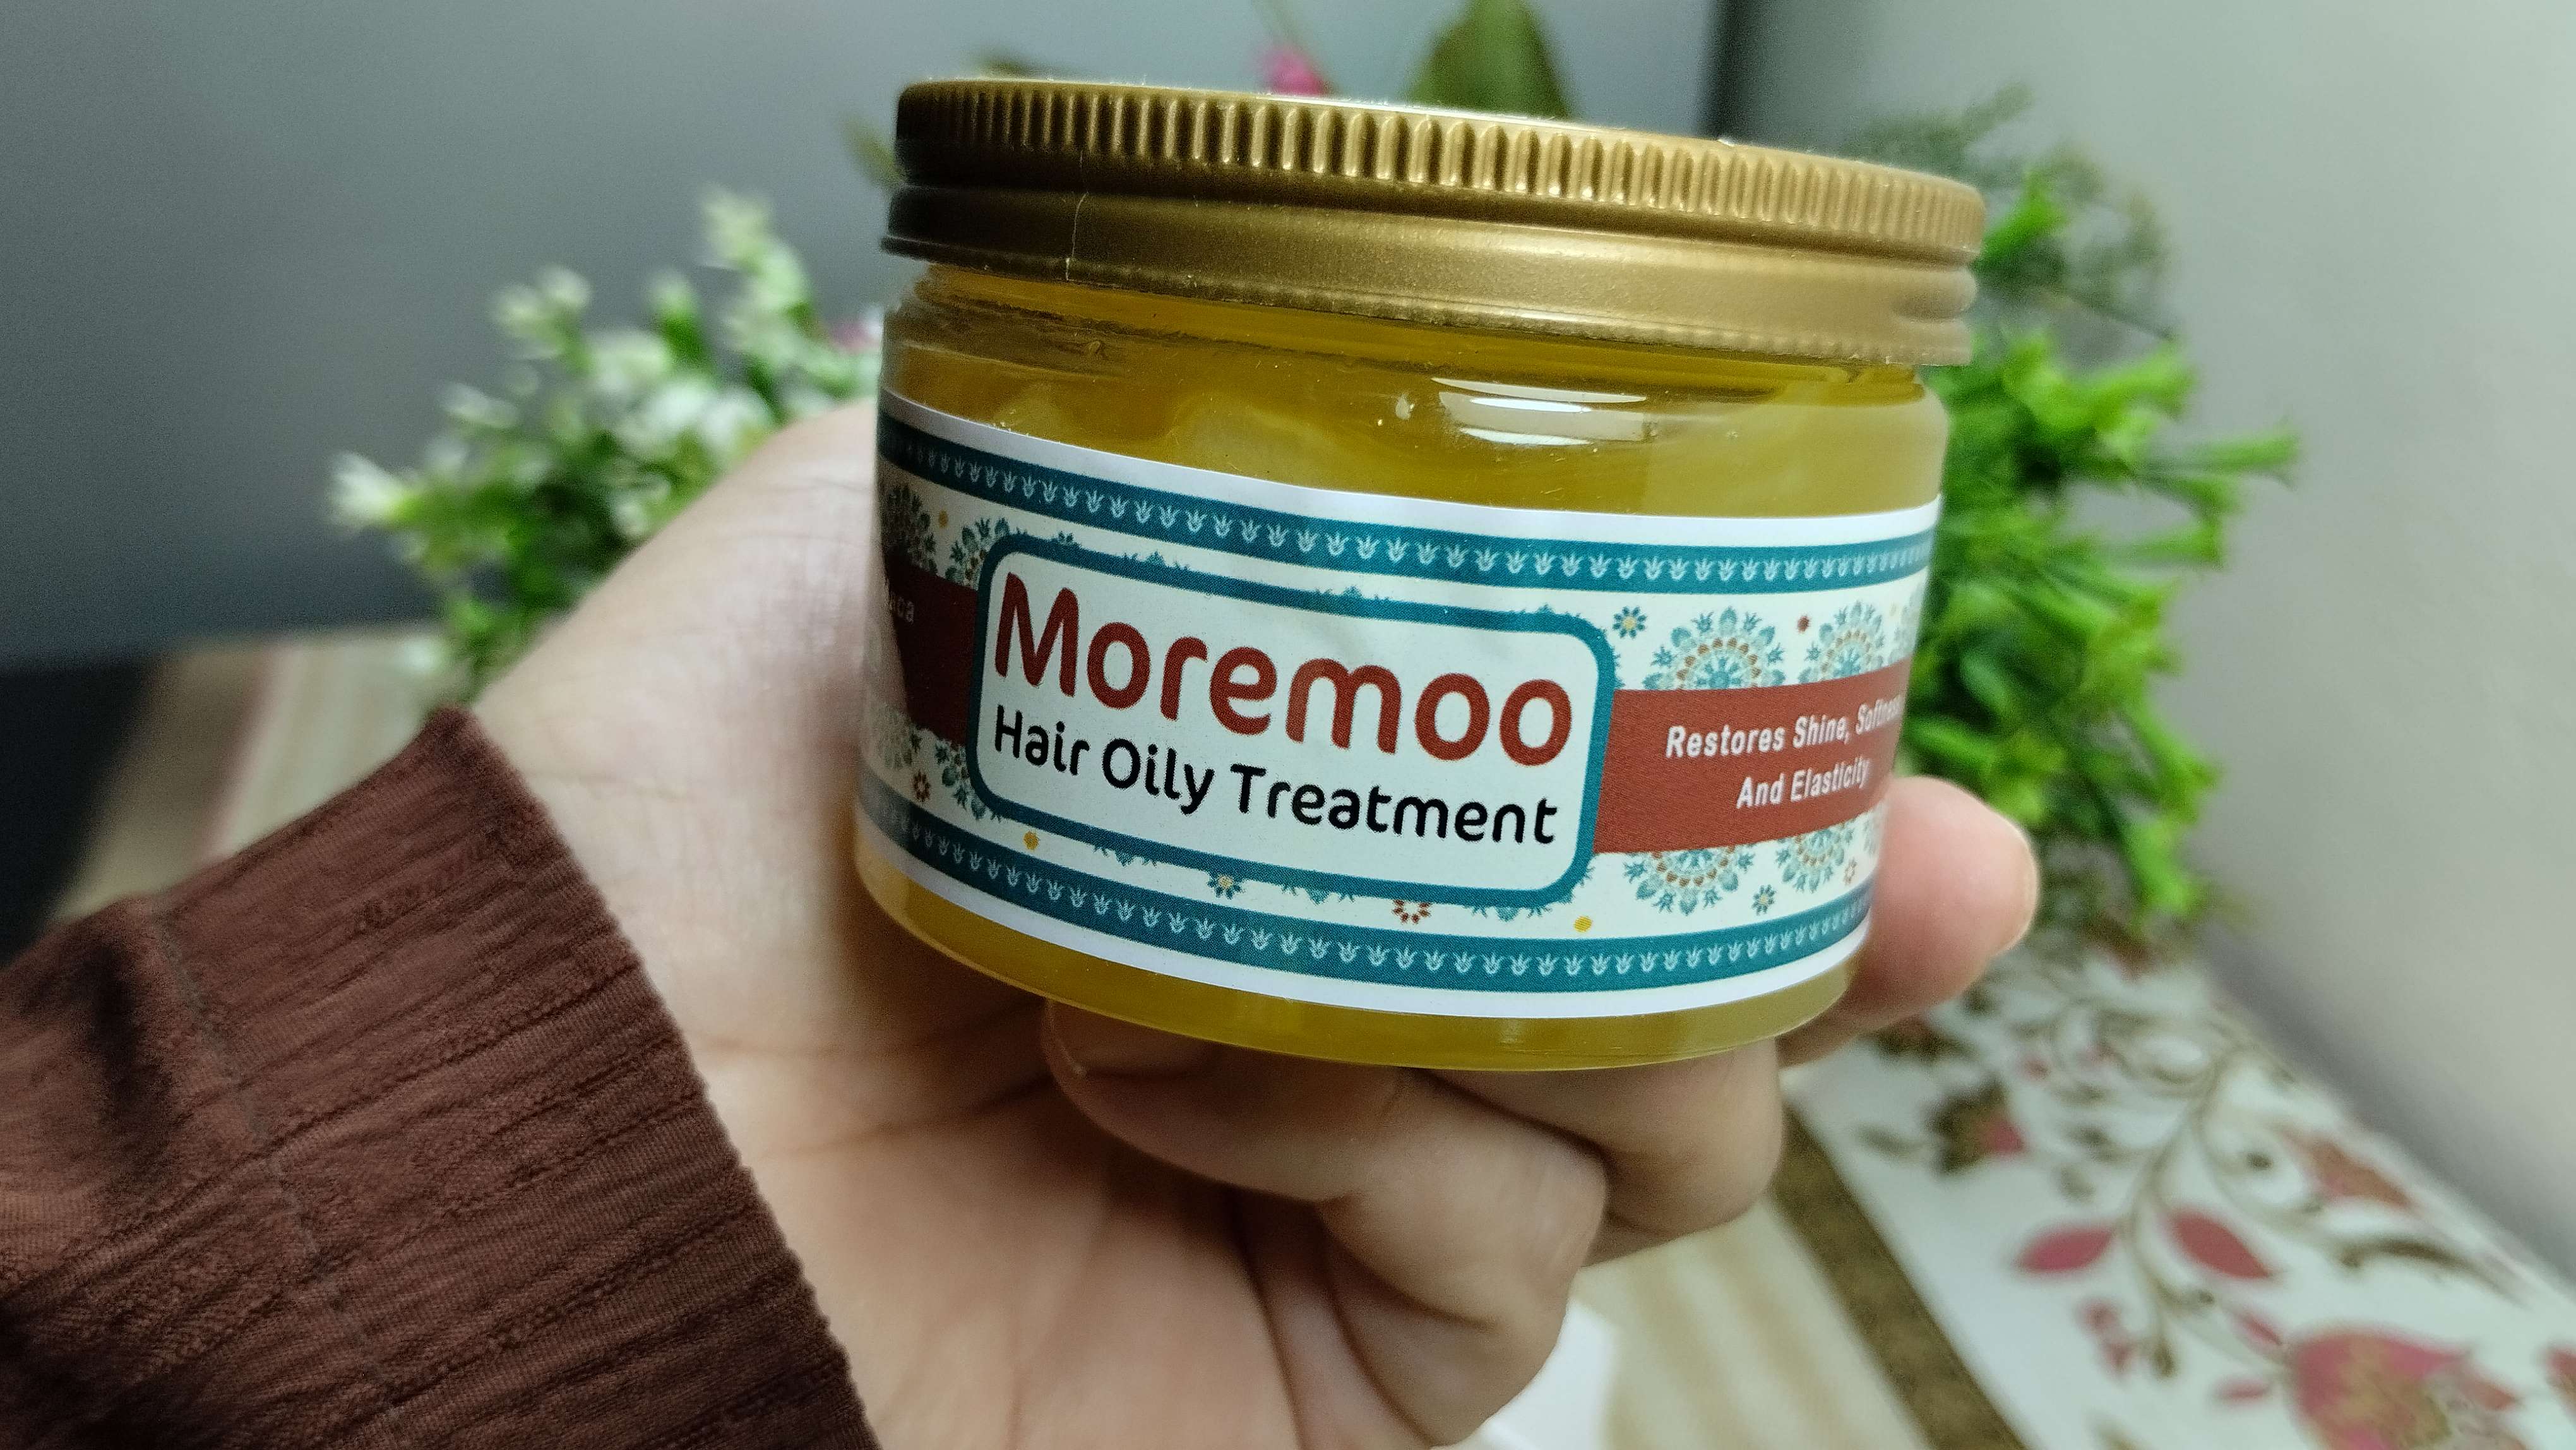 Moremoo
Hair Oily Treatment
Restores Shine, Softness
And Elasticity